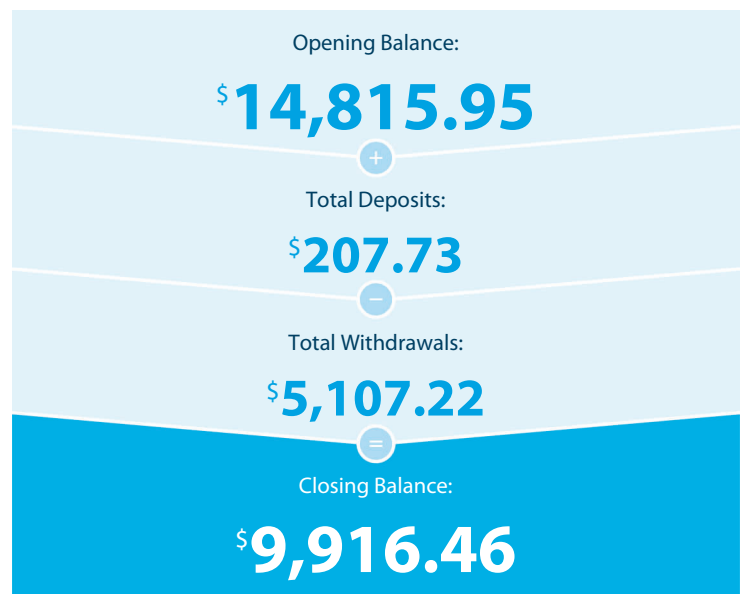 Opening Balance:
$14,815.95
+
Total Deposits:
$207.73
−
Total Withdrawals:
$5,107.22
=
Closing Balance:
$9,916.46